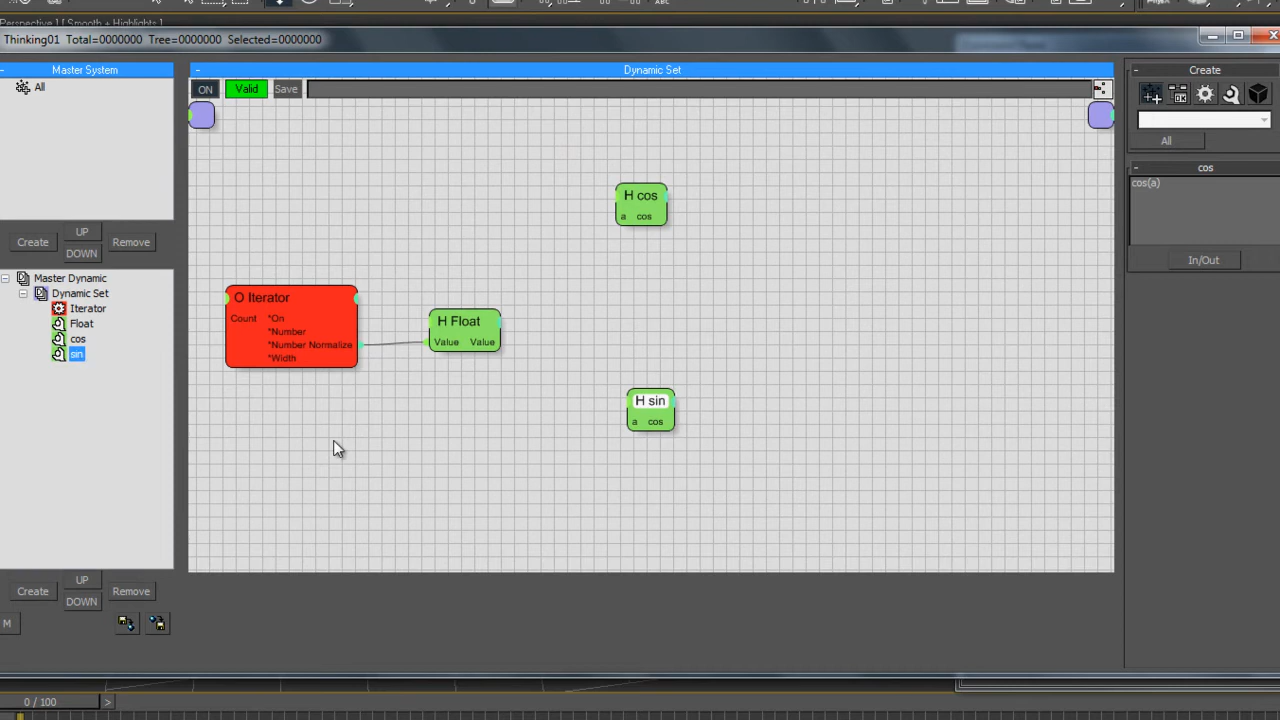 Perspective ] [ Smooth + Highlights ]
Thinking01 Total=0000000 Tree=0000000 Selected=0000000
Master System
Dynamic Set
Create
All
ON
Valid
Save
All
H cos
a cos
cos
cos(a)
UP
Create
Remove
DOWN
In/Out
Master Dynamic
Dynamic Set
Iterator
Float
cos
sin
O Iterator
Count *On
*Number
*Number Normalize
*Width
H Float
Value Value
H sin
a cos
UP
Create
Remove
DOWN
M
0 / 100
>